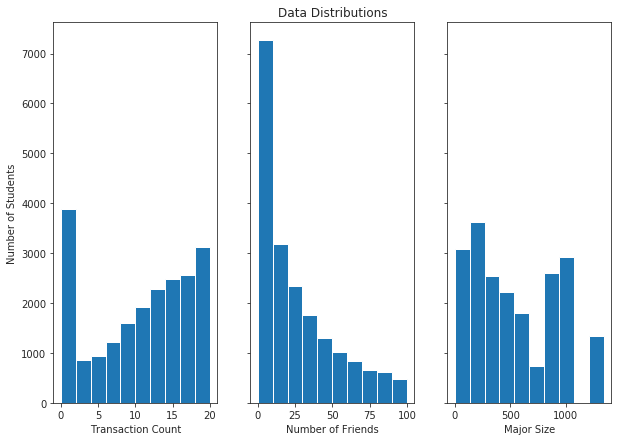 Data Distributions
Number of Students
7000
6000
5000
4000
3000
2000
1000
0
0 5 10 15 20
Transaction Count
0 25 50 75 100
Number of Friends
0 500 1000
Major Size